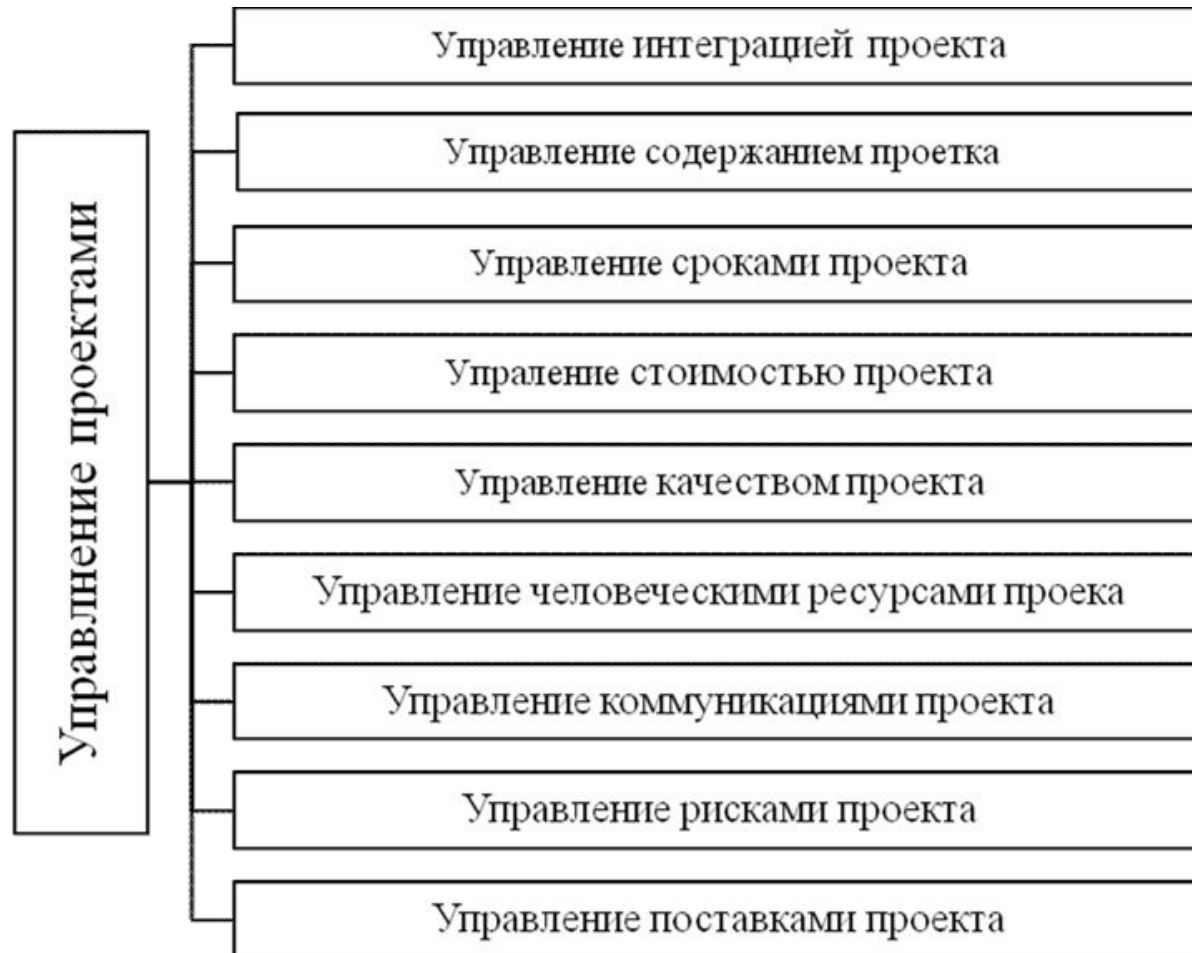 Управлнение проектами
Управление интеграцией проекта
Управление содержанием проетка
Управление сроками проекта
Упраление стоимостью проекта
Управление качеством проекта
Управление человеческими ресурсами проека
Управление коммуникациями проекта
Управление рисками проекта
Управление поставками проекта